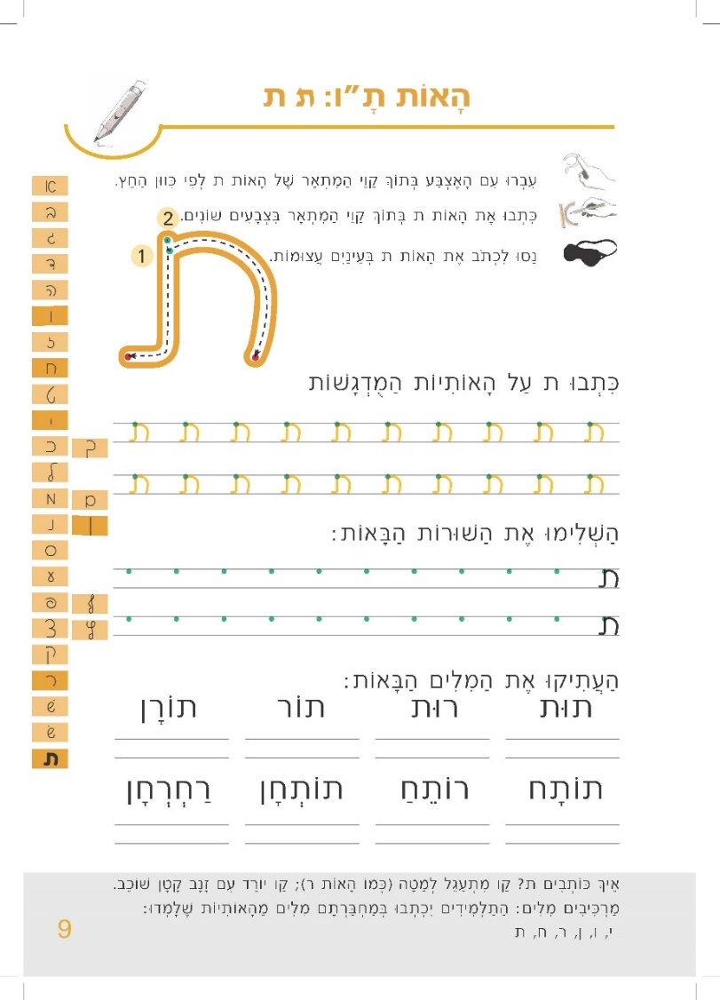 הָאוֹת תָ"ו: ת ת
עִבְרוּ עִם הָאֶצְבַּע בְּתוֹךְ קַוֵּי הַמִּתְאָר שֶׁל הָאוֹת ת לְפִי כִּוּוּן הַחֵץ.
כִּתְבוּ אֶת הָאוֹת ת בְּתוֹךְ קַוֵּי הַמִּתְאָר בִּצְבָעִים שׁוֹנִים.
נַסּוּ לִכְתֹּב אֶת הָאוֹת ת בְּעֵינַיִם עֲצוּמוֹת.
2
1
ת
כִּתְבוּ ת עַל הָאוֹתִיּוֹת הַמֻּדְגָּשׁוֹת
ת ת ת ת ת ת ת ת ת ת
ת ת ת ת ת ת ת ת ת ת
הַשְׁלִימוּ אֶת הַשּׁוּרוֹת הַבָּאוֹת:
ת
ת
הַעֲתִיקוּ אֶת הַמִּלִּים הַבָּאוֹת:
תוּת רוּת תוֹר תוֹרָן
תוֹתָח רוֹתֵחַ תוֹתְחָן רַחְרְחָן
א
ב
ג
ד
ה
ו
ז
ח
ט
י
כ ך
ל
מ ם
נ ן
ס
ע
פ ף
צ ץ
ק
ר
שׁ
שׂ
ת
אֵיךְ כּוֹתְבִים ת? קַו מִתְעַגֵּל לְמַטָּה (כְּמוֹ הָאוֹת ר); קַו יוֹרֵד עִם זָנָב קָטָן שׁוֹכֵב.
מַרְכִּיבִים מִלִּים: הַתַּלְמִידִים יִכְתְּבוּ בְּמַחְבַּרְתָּם מִלִּים מֵהָאוֹתִיּוֹת שֶׁלָּמְדוּ:
י, ו, ן, ר, ח, ת
9